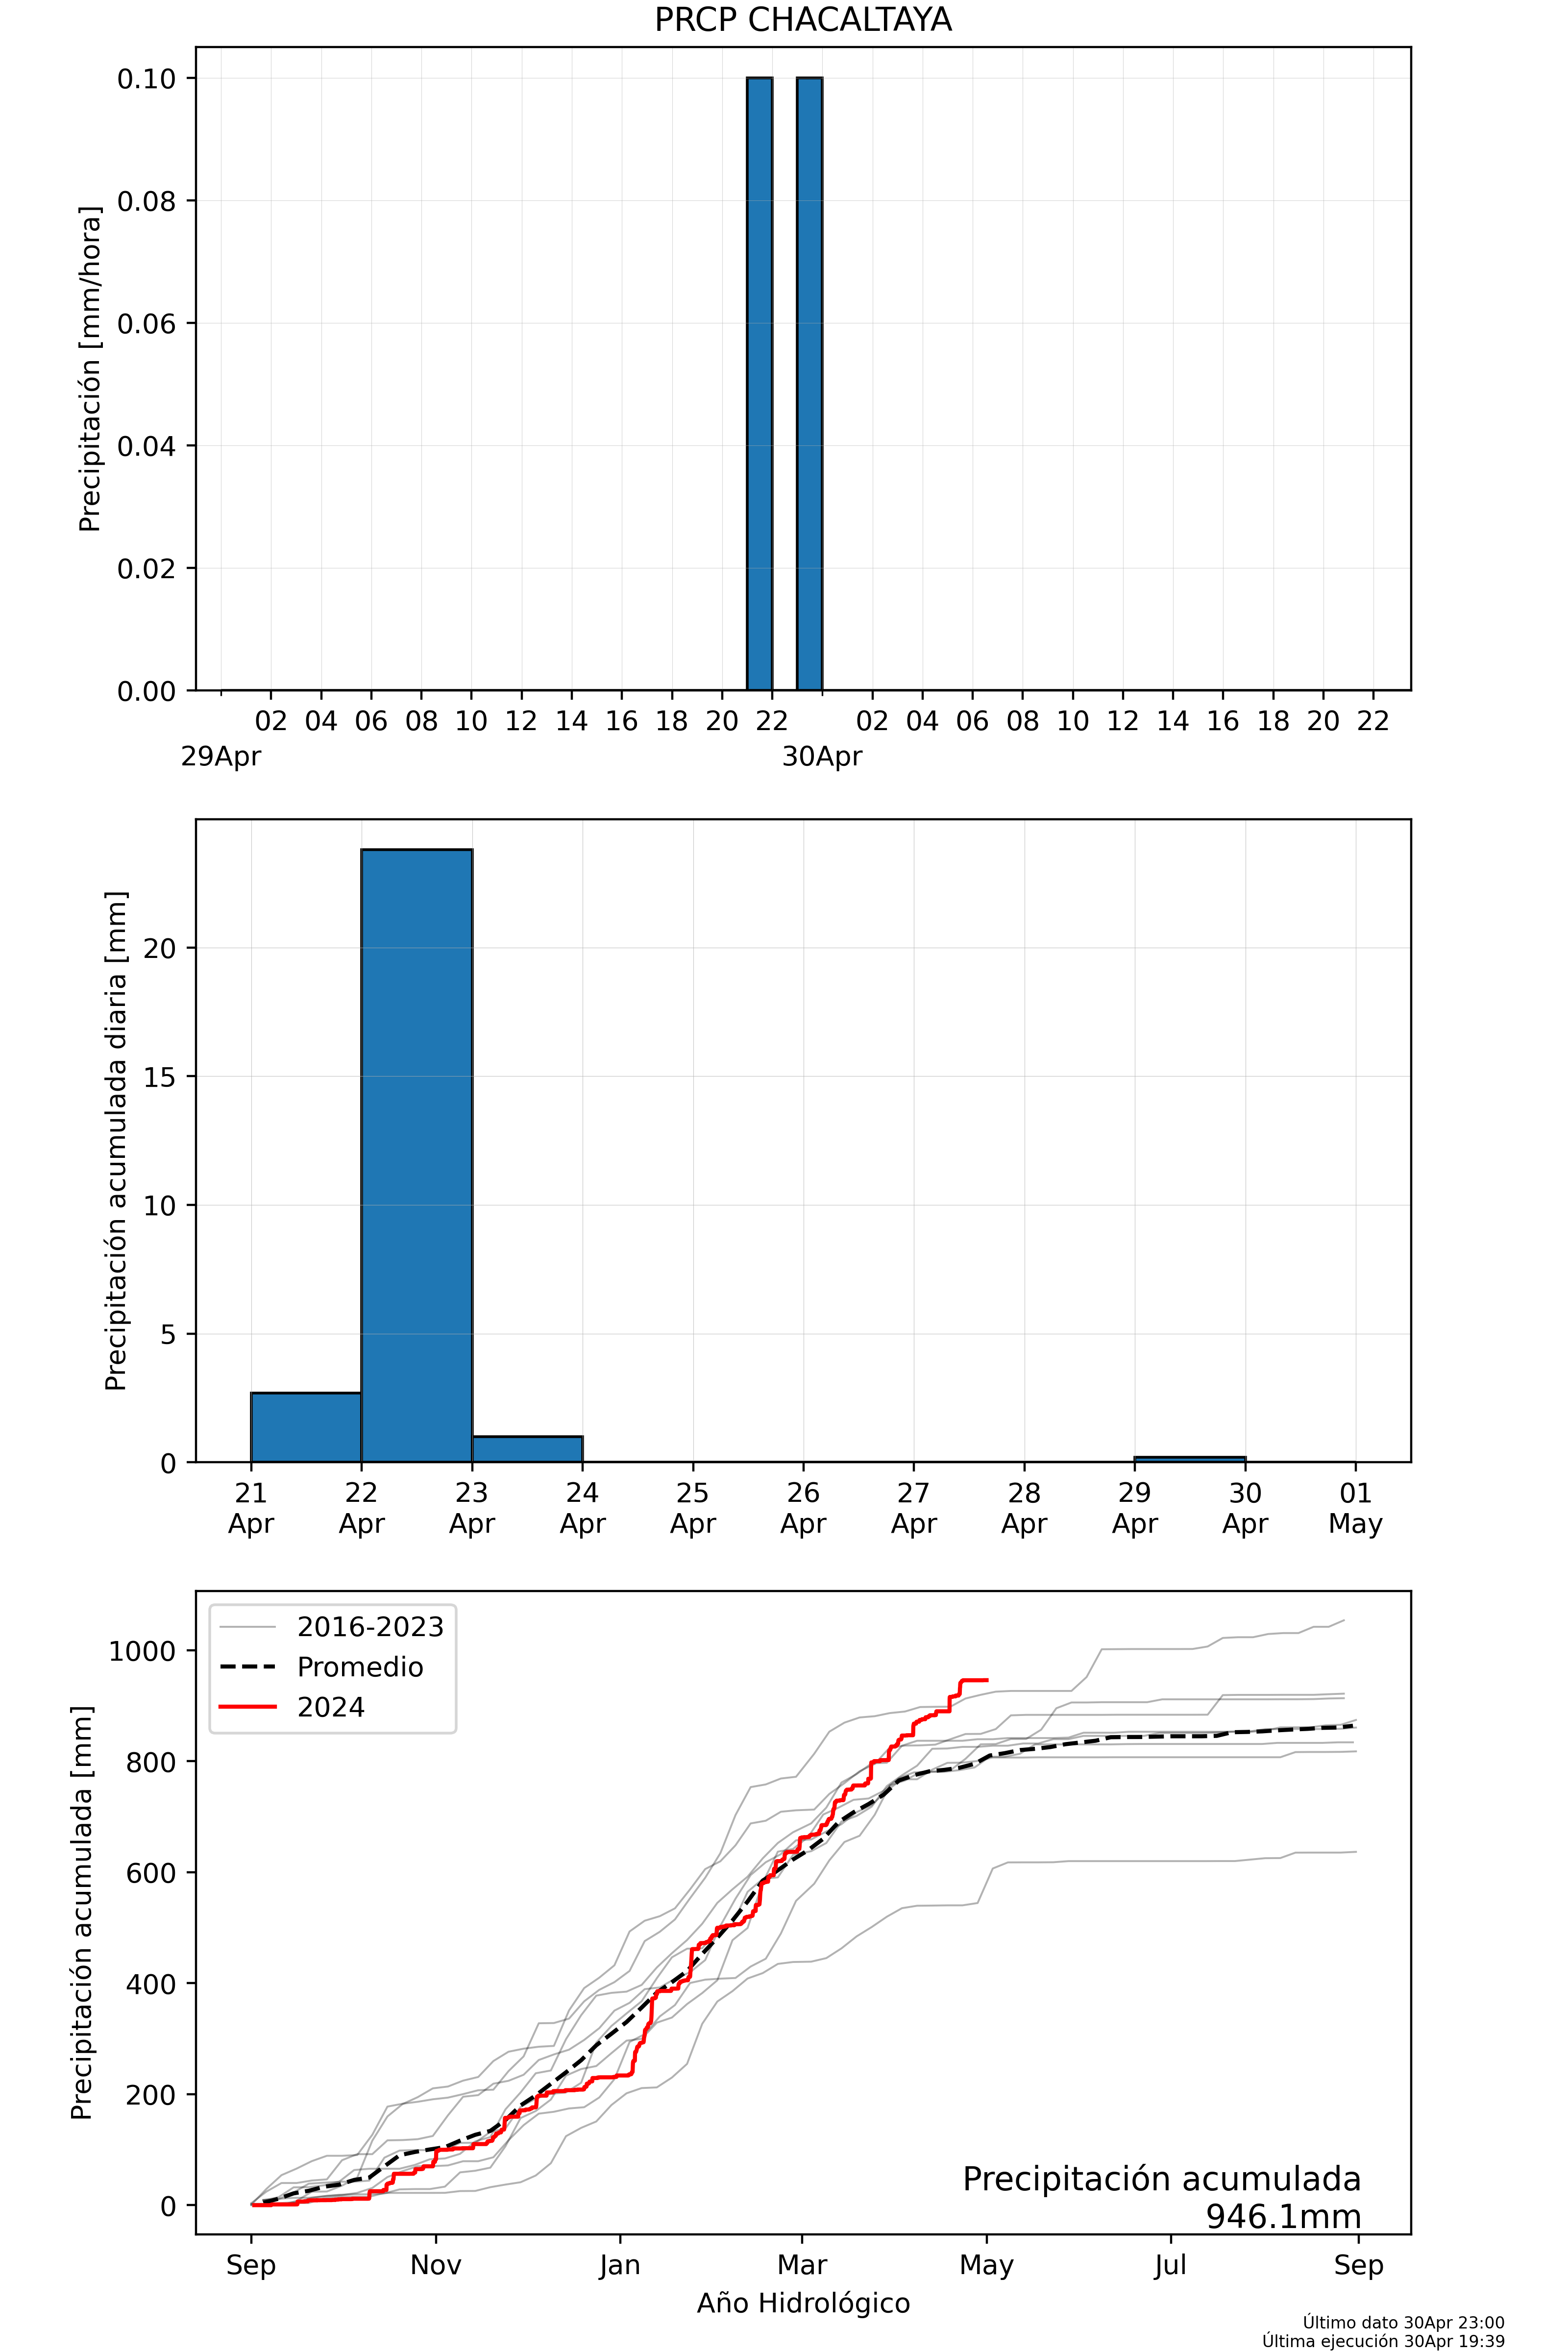 PRCP CHACALTAYA
Precipitación [mm/hora]
0.10
0.08
0.06
0.04
0.02
0.00
02 04 06 08 10 12 14 16 18 20 22 02 04 06 08 10 12 14 16 18 20 22
29Apr 30Apr
Precipitación acumulada diaria [mm]
20
15
10
5
0
21 22 23 24 25 26 27 28 29 30 01
Apr Apr Apr Apr Apr Apr Apr Apr Apr Apr May
Precipitación acumulada [mm]
1000
800
600
400
200
0
2016-2023
Promedio
2024
Precipitación acumulada
946.1mm
Sep Nov Jan Mar May Jul Sep
Año Hidrológico
Último dato 30Apr 23:00
Última ejecución 30Apr 19:39